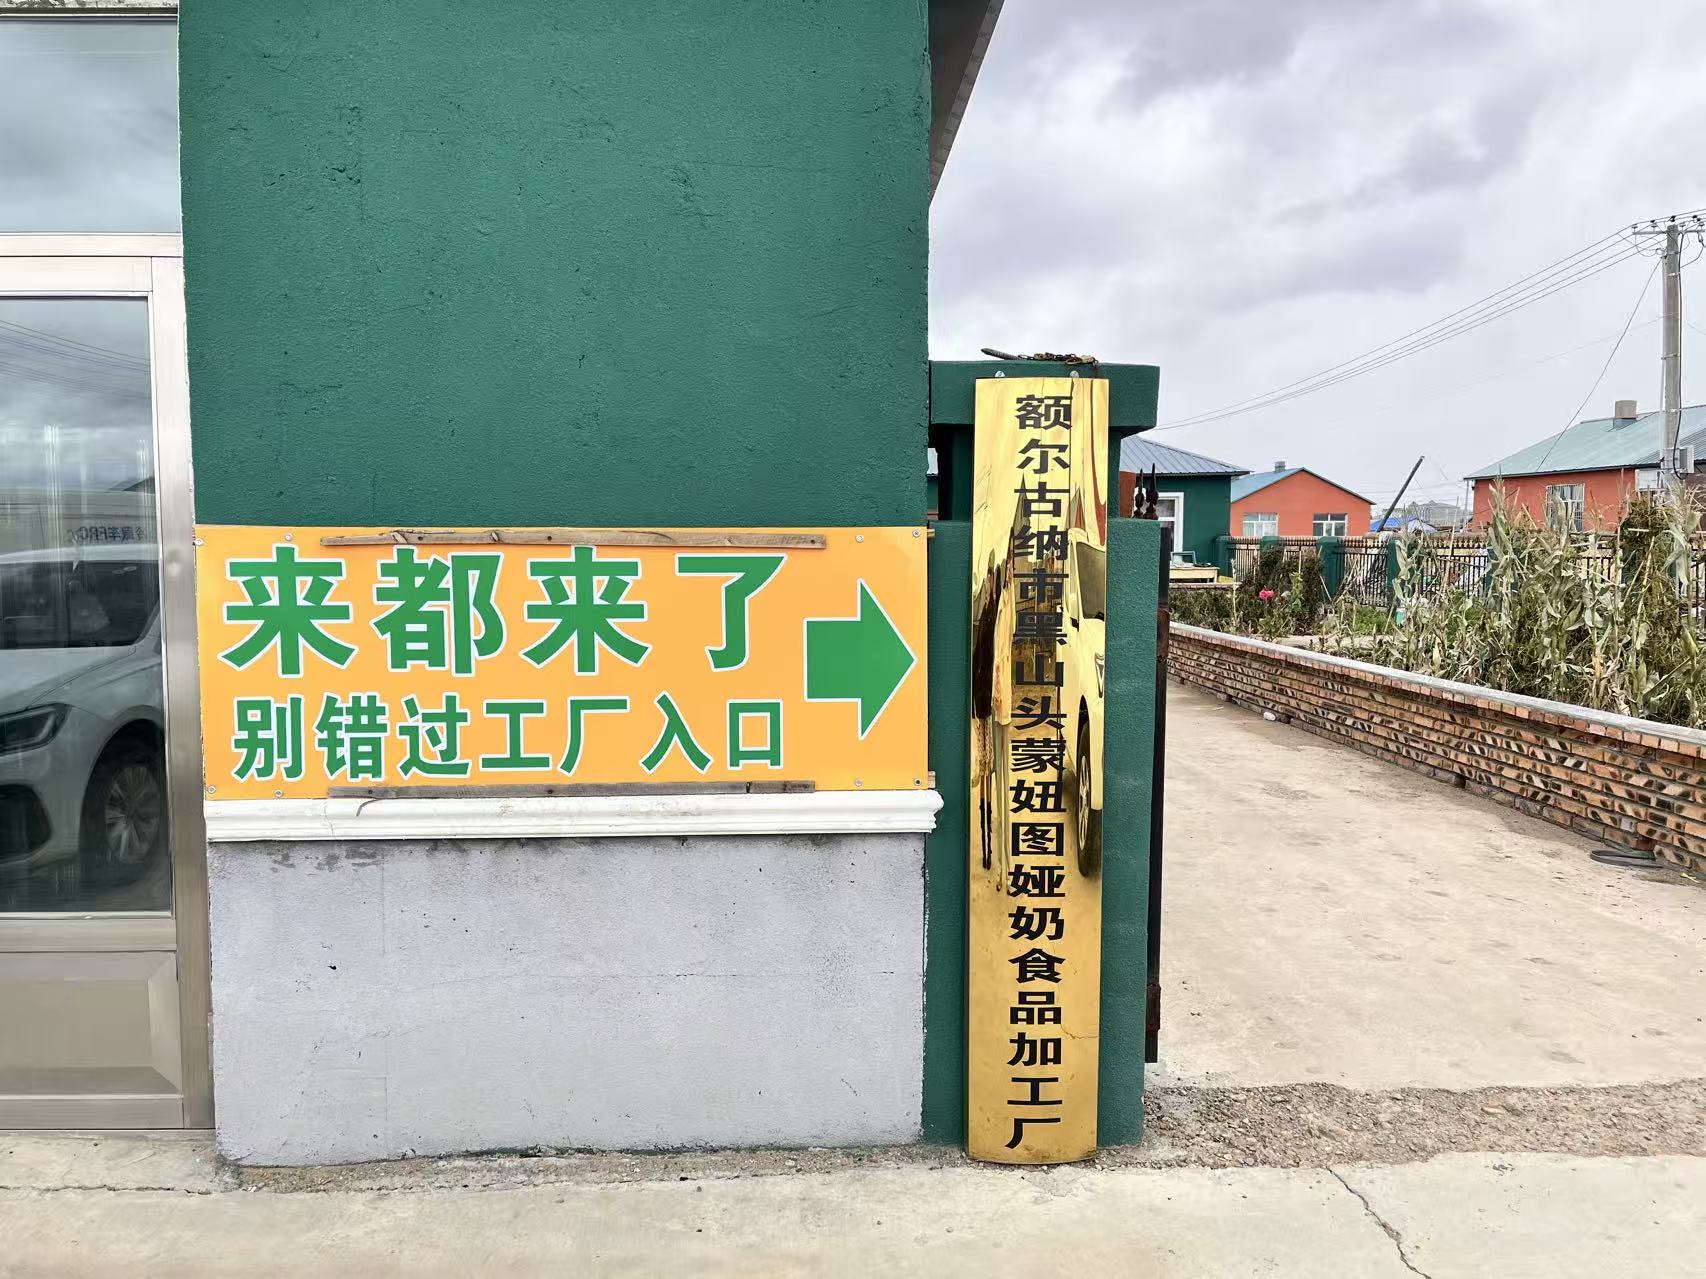 来都来了
别错过工厂入口
额尔古纳市黑山头蒙妞图娅奶食品加工厂